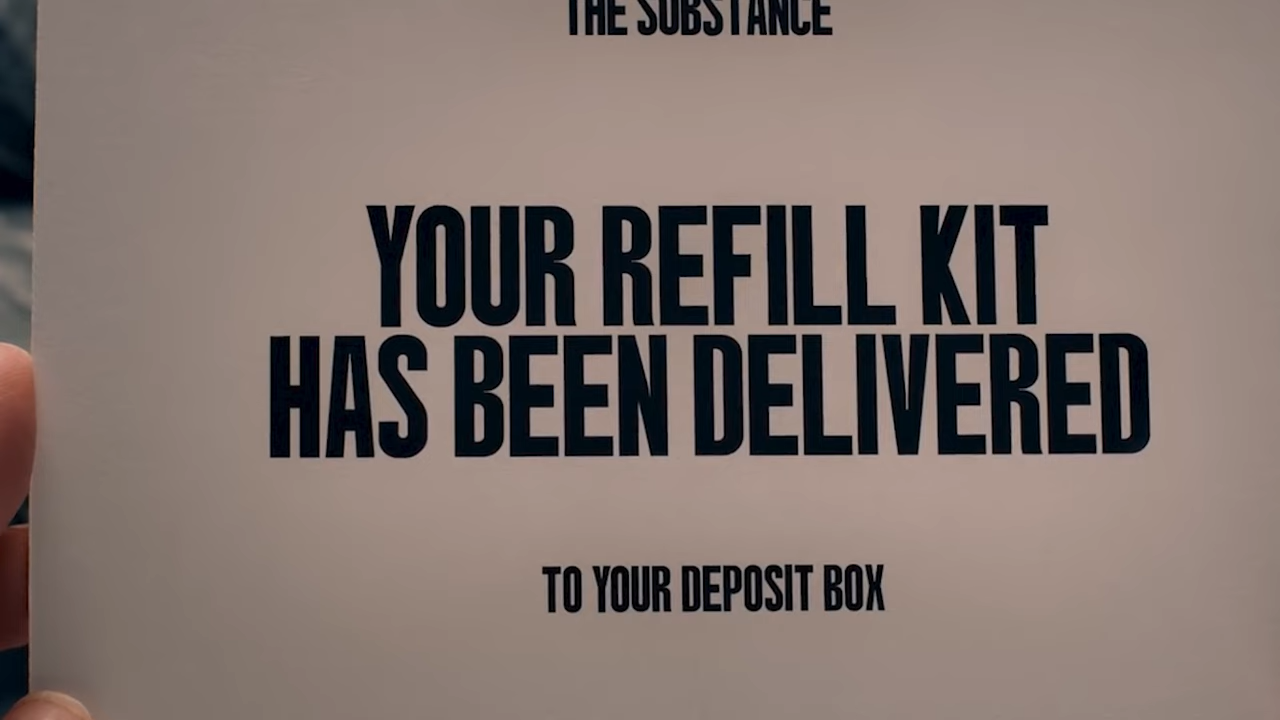 THE SUBSTANCE
YOUR REFILL KIT
HAS BEEN DELIVERED
TO YOUR DEPOSIT BOX